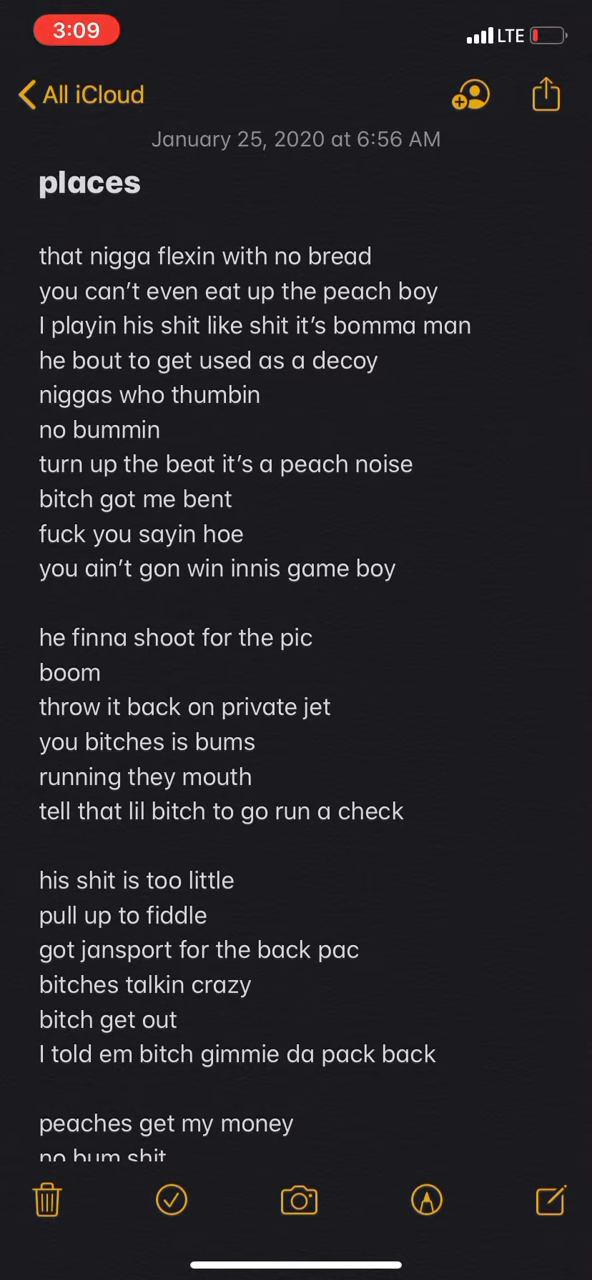 3:09
LTE
All iCloud
January 25, 2020 at 6:56 AM
places
that nigga flexin with no bread
you can't even eat up the peach boy
I playin his shit like shit it's bomma man
he bout to get used as a decoy
niggas who thumbin
no bummin
turn up the beat it's a peach noise
bitch got me bent
fuck you sayin hoe
you ain't gon win innis game boy
he finna shoot for the pic
boom
throw it back on private jet
you bitches is bums
running they mouth
tell that lil bitch to go run a check
his shit is too little
pull up to fiddle
got jansport for the back pac
bitches talkin crazy
bitch get out
I told em bitch gimmie da pack back
peaches get my money
no bum shit